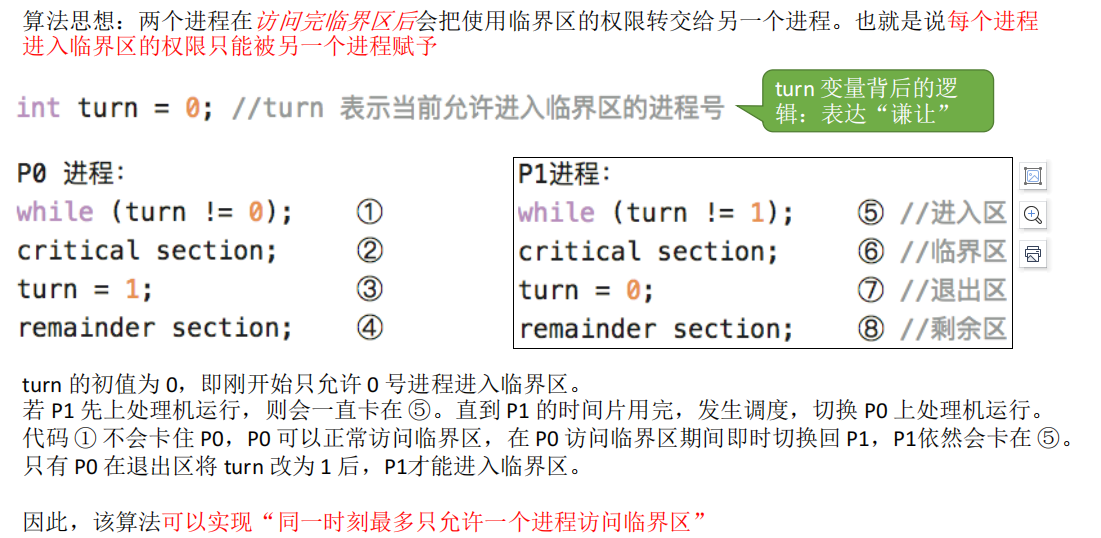 算法思想：两个进程在访问完临界区后会把使用临界区的权限转交给另一个进程。也就是说每个进程
进入临界区的权限只能被另一个进程赋予
int turn = 0; //turn 表示当前允许进入临界区的进程号
turn 变量背后的逻
辑：表达“谦让”
P0 进程：
while (turn != 0); ①
critical section; ②
turn = 1; ③
remainder section; ④
P1进程：
while (turn != 1); ⑤ //进入区
critical section; ⑥ //临界区
turn = 0; ⑦ //退出区
remainder section; ⑧ //剩余区
turn 的初值为 0，即刚开始只允许 0 号进程进入临界区。
若 P1 先上处理机运行，则会一直卡在 ⑤。直到 P1 的时间片用完，发生调度，切换 P0 上处理机运行。
代码 ① 不会卡住 P0，P0 可以正常访问临界区，在 P0 访问临界区期间即时切换回 P1，P1依然会卡在 ⑤。
只有 P0 在退出区将 turn 改为 1 后，P1才能进入临界区。
因此，该算法可以实现“同一时刻最多只允许一个进程访问临界区”